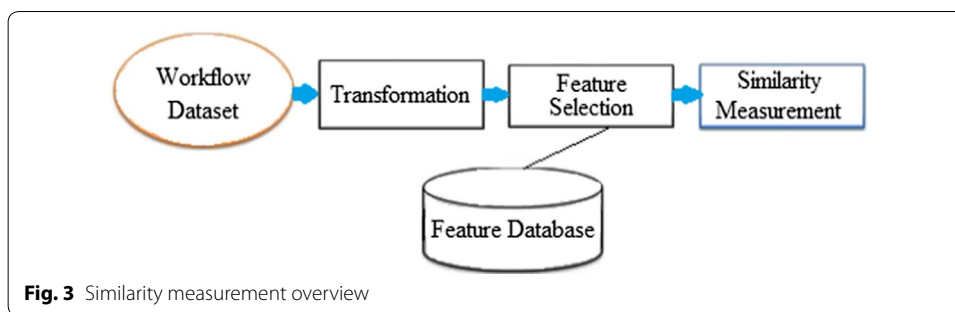 Workflow
Dataset
Transformation
Feature
Selection
Similarity
Measurement
Feature Database
Fig. 3 Similarity measurement overview